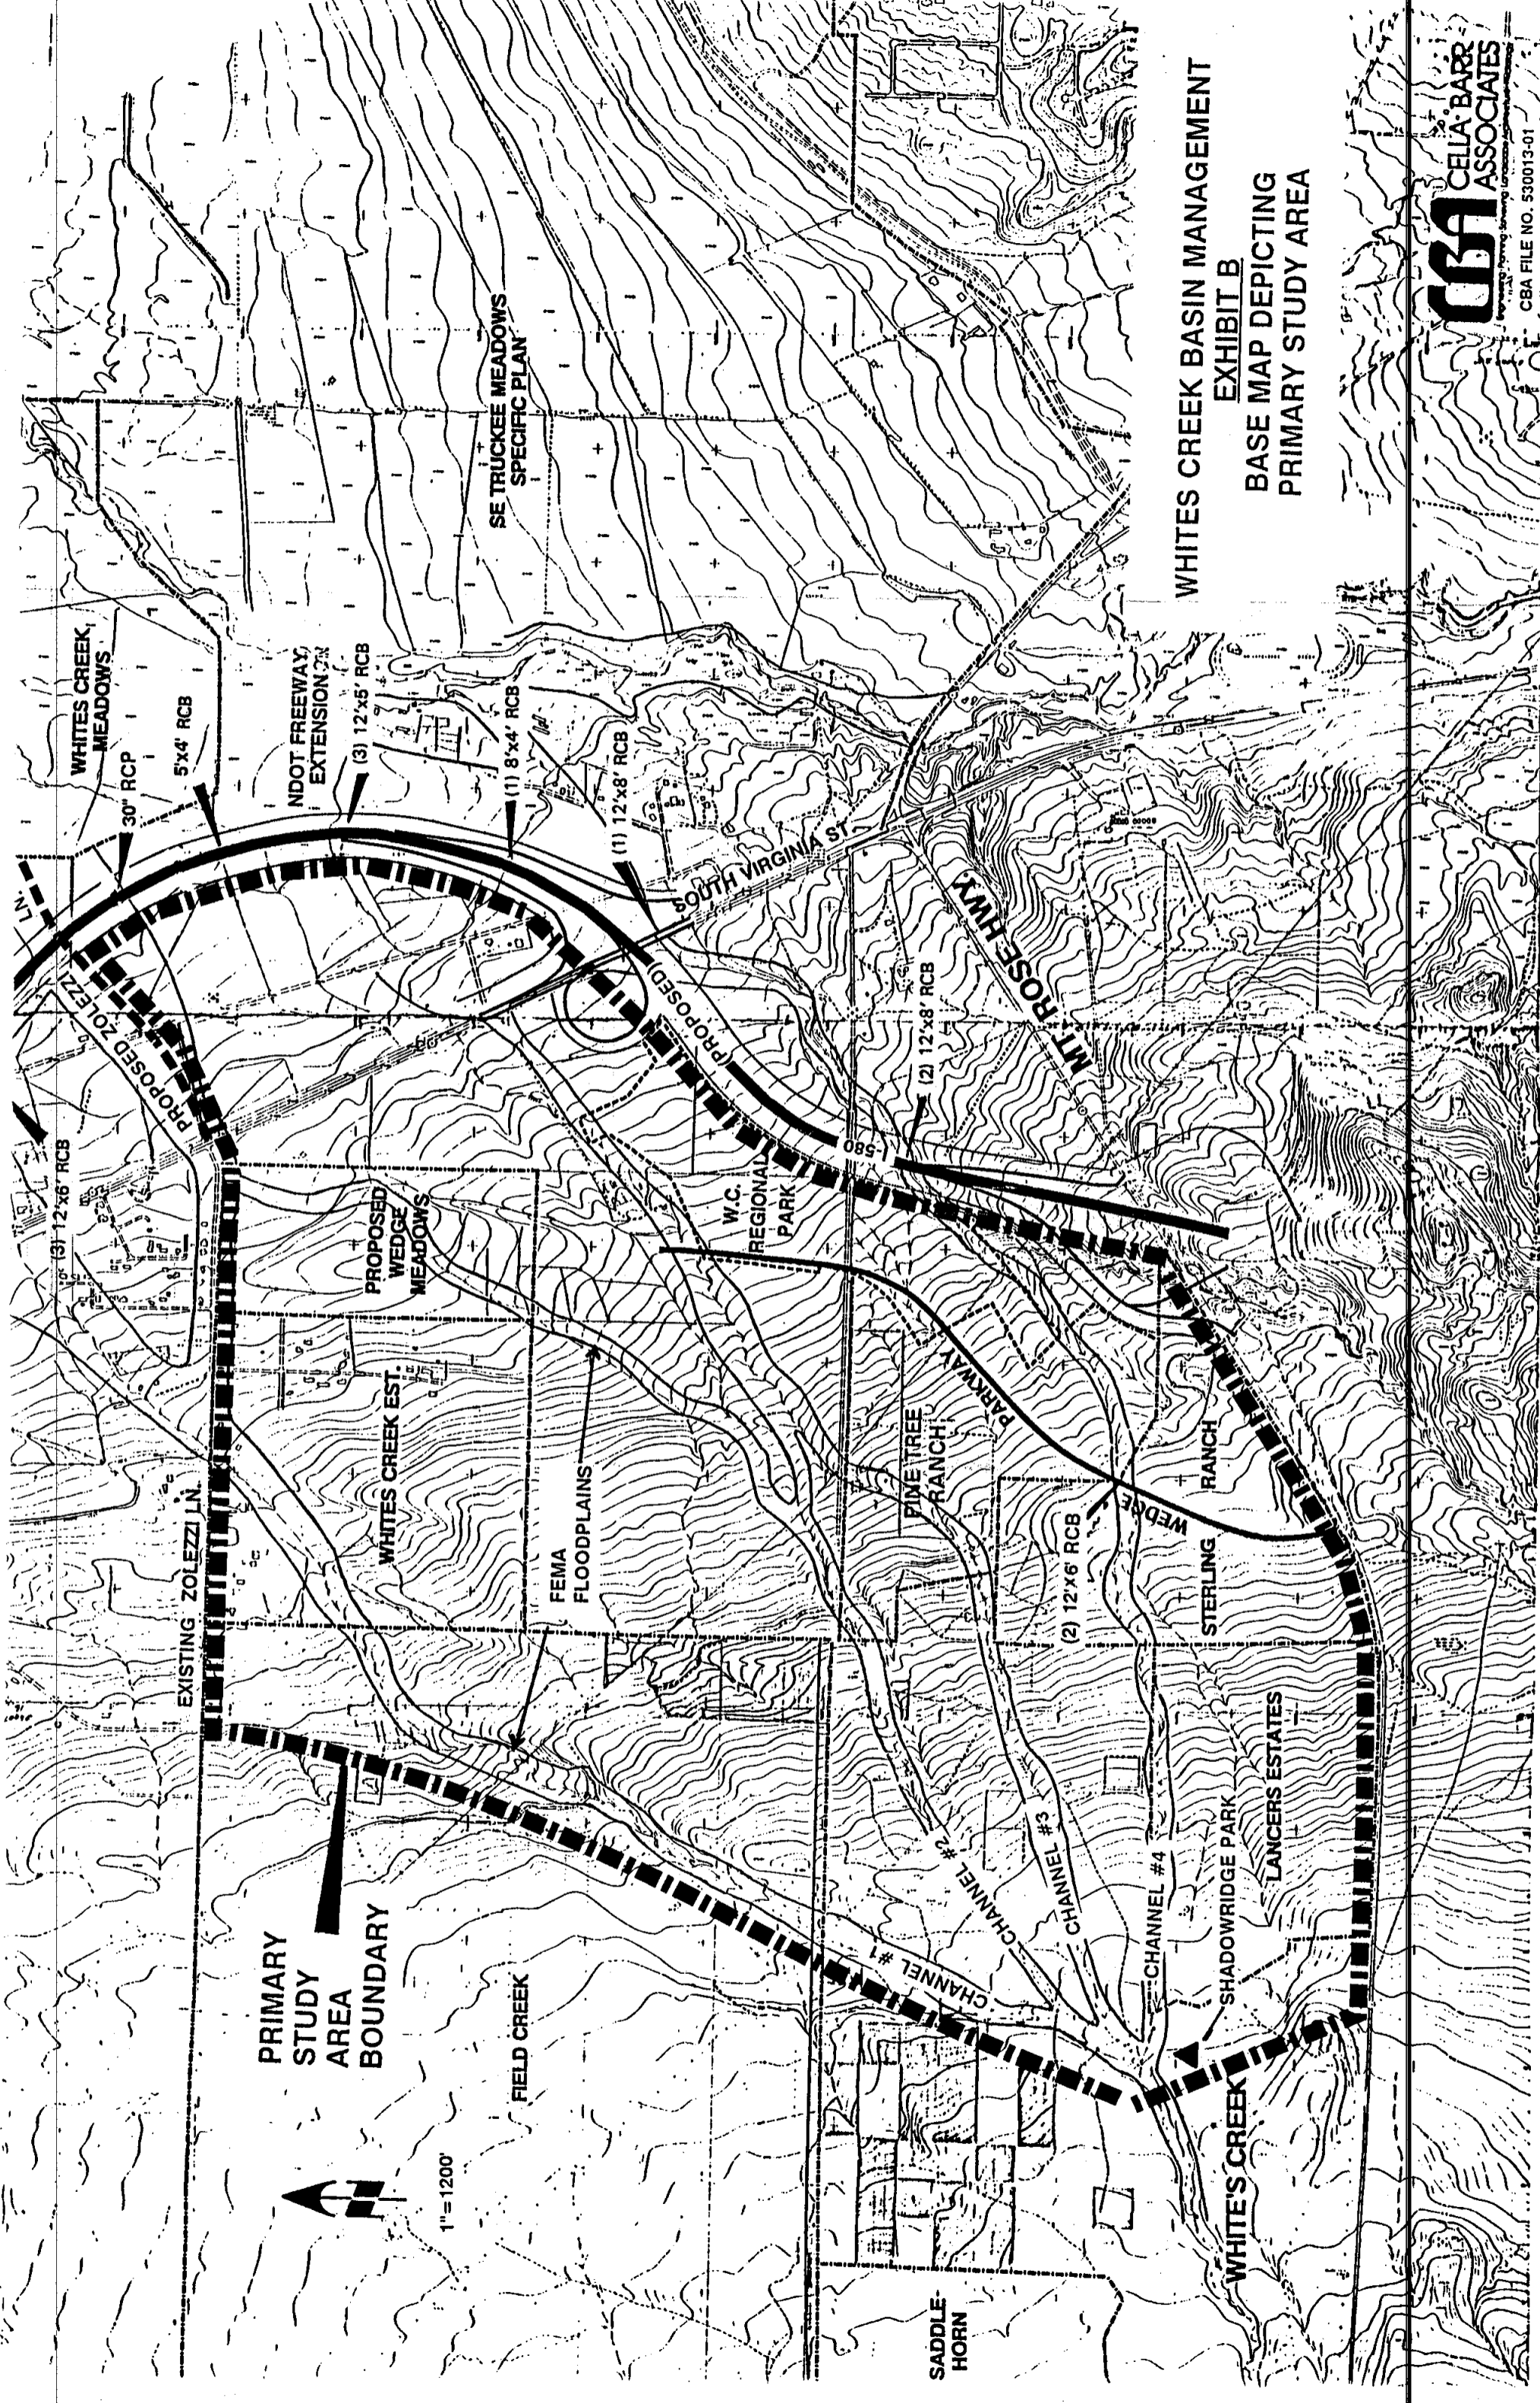 WHITES CREEK BASIN MANAGEMENT
EXHIBIT B
BASE MAP DEPICTING
PRIMARY STUDY AREA
CBA
CELLA BARR
ASSOCIATES
CBA FILE NO. 530013-01
PRIMARY
STUDY
AREA
BOUNDARY
1"=1200'
FIELD CREEK
SADDLE-
HORN
WHITE'S CREEK
EXISTING ZOLEZZI LN.
WHITES CREEK EST.
FEMA
FLOODPLAINS
CHANNEL #1
CHANNEL #2
CHANNEL #3
CHANNEL #4
SHADOWRIDGE PARK
LANCERS ESTATES
STERLING RANCH
(2) 12'x6' RCB
WEDGE PARKWAY
PINE TREE
RANCH
PROPOSED
WEDGE
MEADOWS
W.C.
REGIONAL
PARK
(3) 12'x6' RCB
PROPOSED ZOLEZZI LN.
PROPOSED
I-580 (PROPOSED)
(2) 12'x8' RCB
MT. ROSE HWY.
SOUTH VIRGINIA ST.
(1) 12'x8' RCB
(1) 8'x4' RCB
(3) 12'x5' RCB
NDOT FREEWAY
EXTENSION
5'x4' RCB
30" RCP
WHITES CREEK
MEADOWS
SE TRUCKEE MEADOWS
SPECIFIC PLAN